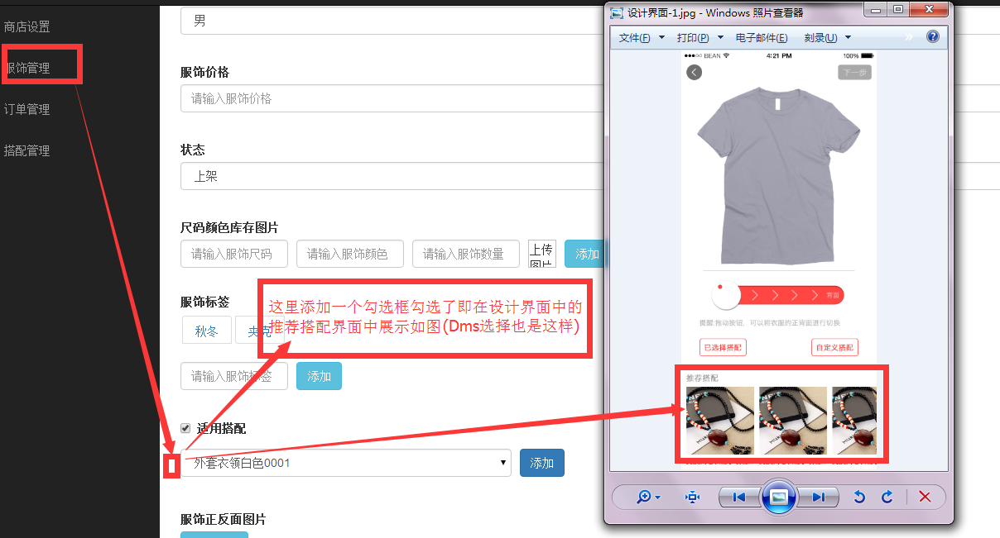 商店设置
服饰管理
订单管理
搭配管理
男
服饰价格
请输入服饰价格
状态
上架
尺码颜色库存图片
请输入服饰尺码
请输入服饰颜色
请输入服饰数量
上传
图片
添加
服饰标签
秋冬
夹克
这里添加一个勾选框勾选了即在设计界面中的
推荐搭配界面中展示如图(Dms选择也是这样)
请输入服饰标签
添加
适用搭配
外套衣领白色0001
添加
服饰正反面图片
设计界面-1.jpg - Windows 照片查看器
文件(F)
打印(P)
电子邮件(E)
刻录(U)
BEAN
4:21 PM
100%
下一步
背面
提醒:拖动按钮，可以将衣服的正背面进行切换
已选择搭配
自定义搭配
推荐搭配